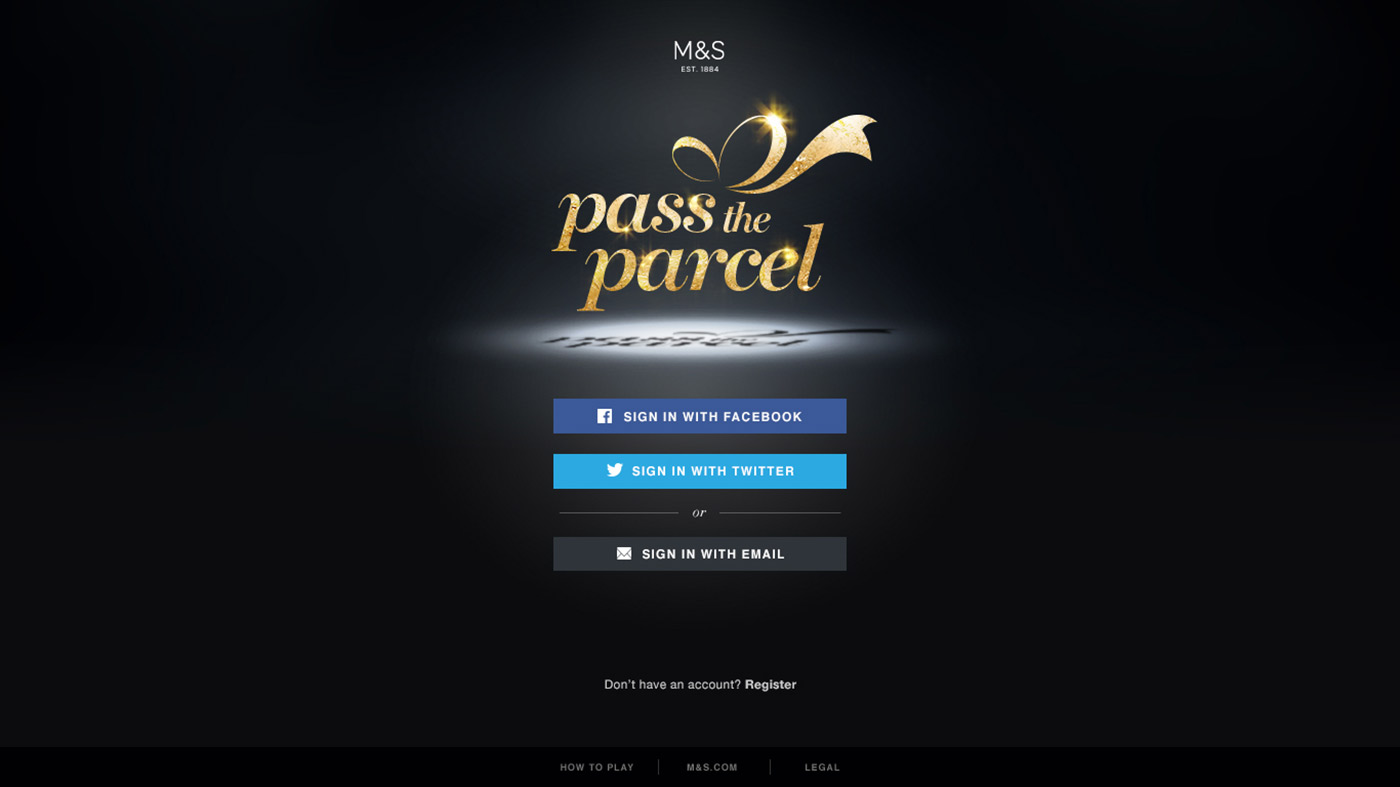 M&S
EST. 1884
pass the
parcel
SIGN IN WITH FACEBOOK
SIGN IN WITH TWITTER
or
SIGN IN WITH EMAIL
Don't have an account? Register
HOW TO PLAY
M&S.COM
LEGAL